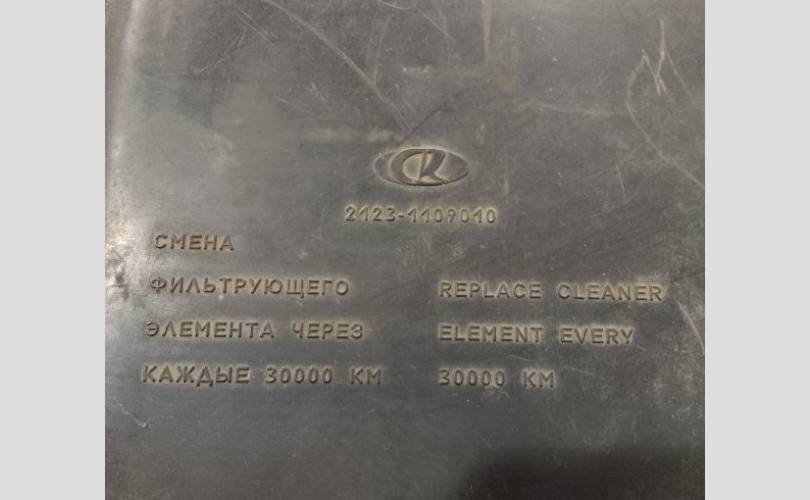 2123-1109010
СМЕНА
ФИЛЬТРУЮЩЕГО
ЭЛЕМЕНТА ЧЕРЕЗ
КАЖДЫЕ 30000 КМ
REPLACE CLEANER
ELEMENT EVERY
30000 KM